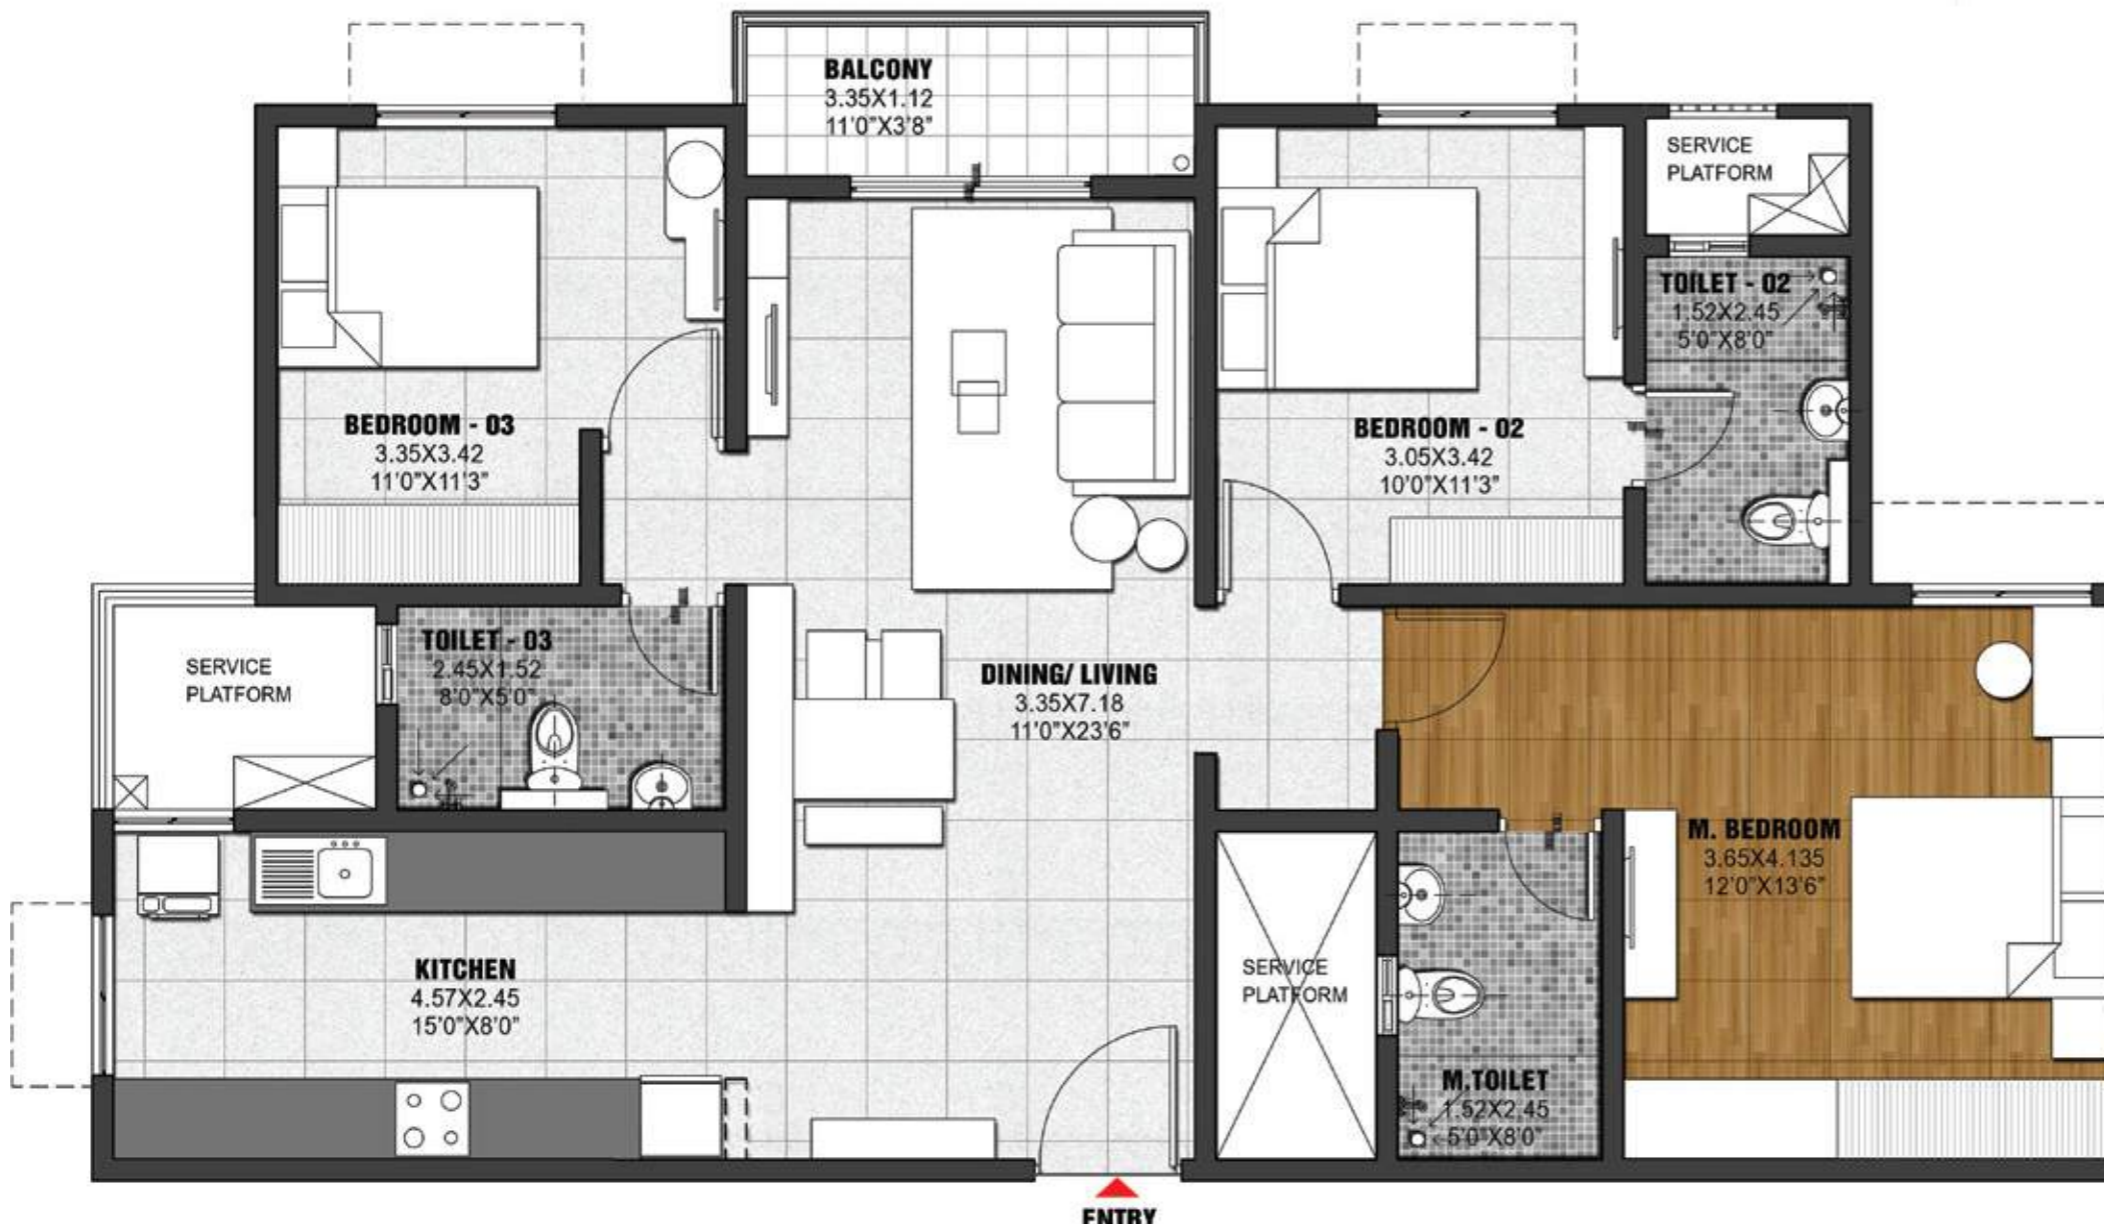 BALCONY
3.35X1.12
11'0"X3'8"
SERVICE
PLATFORM
TOILET - 02
1.52X2.45
5'0"X8'0"
BEDROOM - 03
3.35X3.42
11'0"X11'3"
BEDROOM - 02
3.05X3.42
10'0"X11'3"
SERVICE
PLATFORM
TOILET - 03
2.45X1.52
8'0"X5'0"
DINING/ LIVING
3.35X7.18
11'0"X23'6"
M. BEDROOM
3.65X4.135
12'0"X13'6"
KITCHEN
4.57X2.45
15'0"X8'0"
SERVICE
PLATFORM
M.TOILET
1.52X2.45
5'0"X8'0"
ENTRY